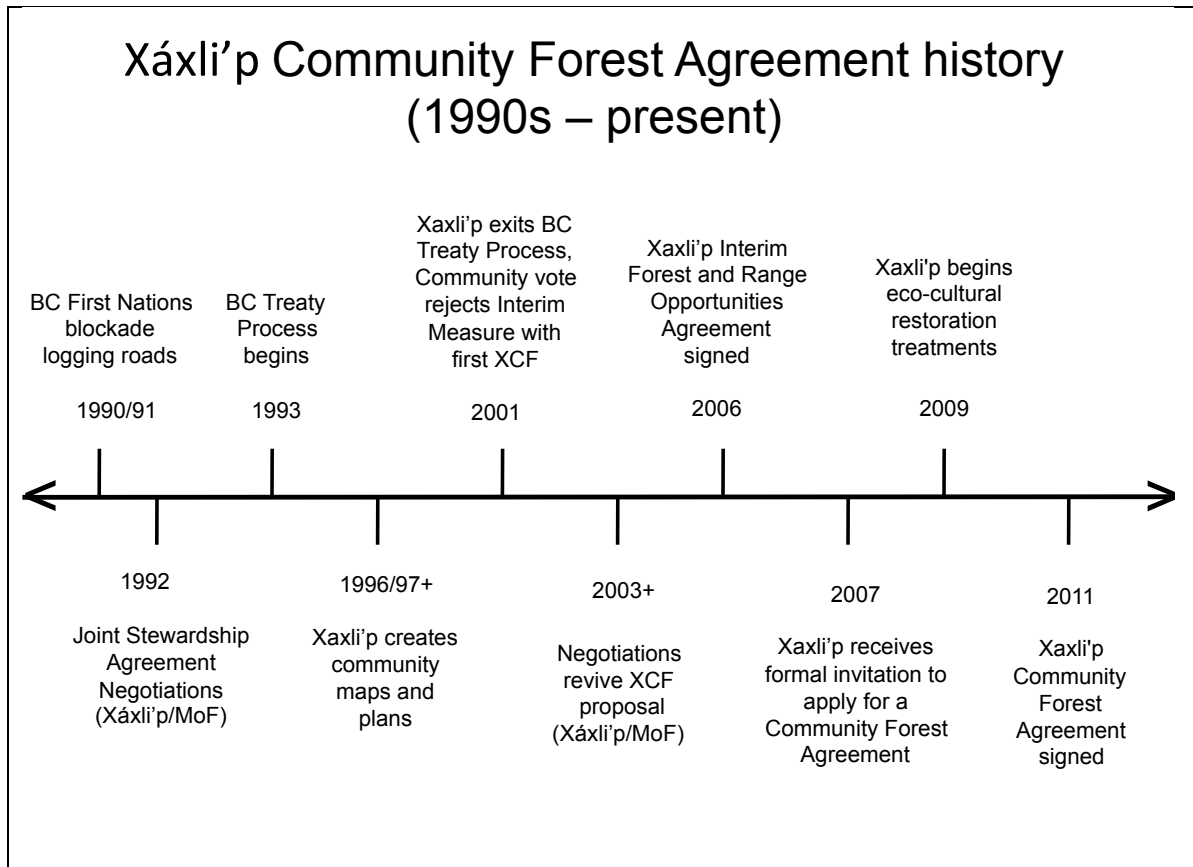 Xáxli’p Community Forest Agreement history
(1990s – present)
BC First Nations
blockade
logging roads
1990/91
BC Treaty
Process
begins
1993
Xaxli’p exits BC
Treaty Process,
Community vote
rejects Interim
Measure with
first XCF
2001
Xaxli’p Interim
Forest and Range
Opportunities
Agreement
signed
2006
Xaxli'p begins
eco-cultural
restoration
treatments
2009
1992
Joint Stewardship
Agreement
Negotiations
(Xáxli’p/MoF)
1996/97+
Xaxli’p creates
community
maps and
plans
2003+
Negotiations
revive XCF
proposal
(Xáxli’p/MoF)
2007
Xaxli’p receives
formal invitation to
apply for a
Community Forest
Agreement
2011
Xaxli'p
Community
Forest
Agreement
signed